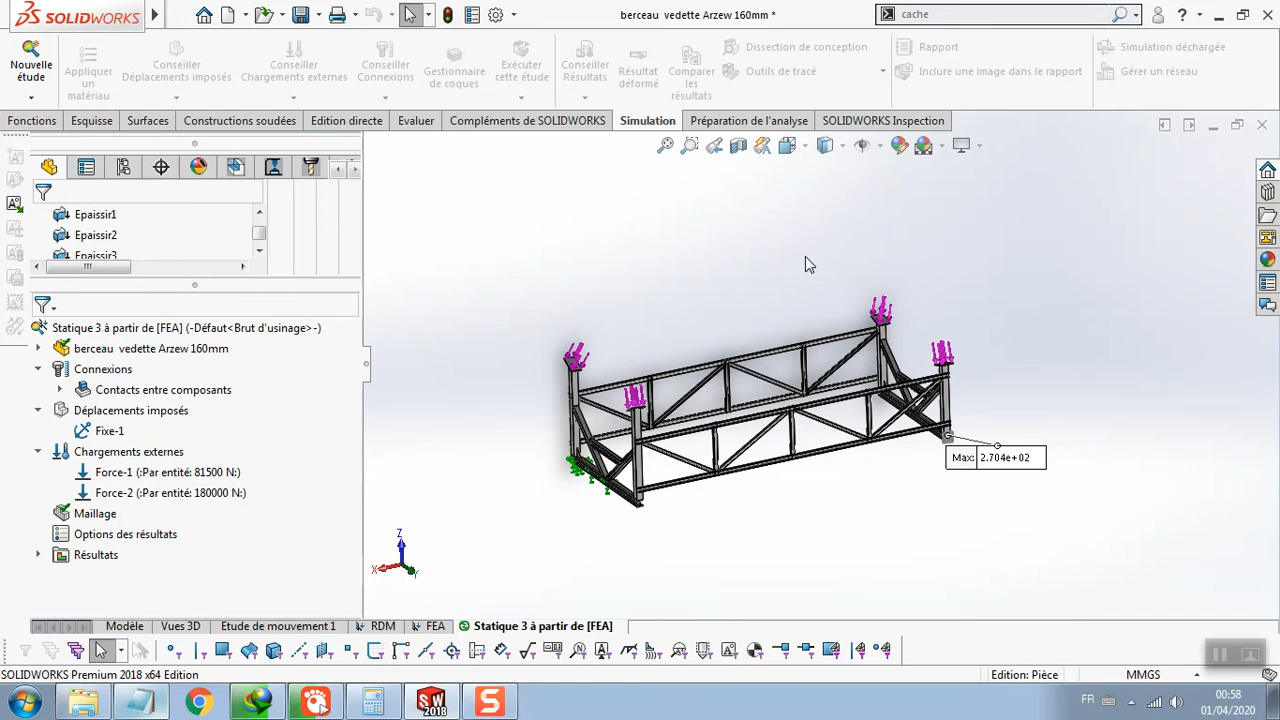 SOLIDWORKS
berceau vedette Arzew 160mm *
cache
Nouvelle étude
Appliquer un matériau
Conseiller Déplacements imposés
Conseiller Chargements externes
Conseiller Connexions
Gestionnaire de coques
Exécuter cette étude
Conseiller Résultats
Résultat déformé
Comparer les résultats
Dissection de conception
Outils de tracé
Rapport
Inclure une image dans le rapport
Simulation déchargée
Gérer un réseau
Fonctions
Esquisse
Surfaces
Constructions soudées
Edition directe
Evaluer
Compléments de SOLIDWORKS
Simulation
Préparation de l'analyse
SOLIDWORKS Inspection
Epaissir1
Epaissir2
Epaissir3
Statique 3 à partir de [FEA] (-Défaut<Brut d'usinage>-)
berceau vedette Arzew 160mm
Connexions
Contacts entre composants
Déplacements imposés
Fixe-1
Chargements externes
Force-1 (:Par entité: 81500 N:)
Force-2 (:Par entité: 180000 N:)
Maillage
Options des résultats
Résultats
Max: 2.704e+02
Z
X
Y
Modèle
Vues 3D
Etude de mouvement 1
RDM
FEA
Statique 3 à partir de [FEA]
SOLIDWORKS Premium 2018 x64 Edition
Edition: Pièce
MMGS
SW 2018
S
FR
00:58
01/04/2020